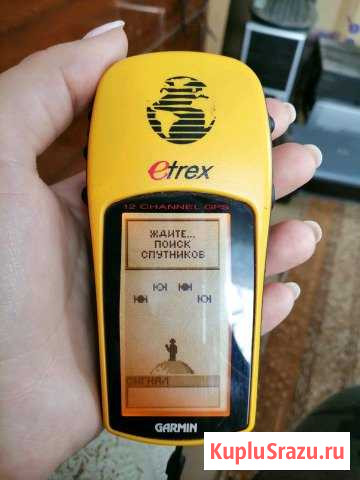 etrex
12 CHANNEL GPS
ЖДИТЕ...
ПОИСК
СПУТНИКОВ
СИГНАЛ
GARMIN
KupluSrazu.ru